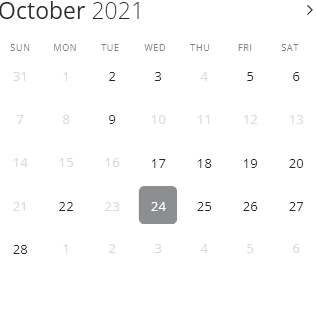 October 2021
SUN MON TUE WED THU FRI SAT
31 1 2 3 4 5 6
7 8 9 10 11 12 13
14 15 16 17 18 19 20
21 22 23 24 25 26 27
28 1 2 3 4 5 6